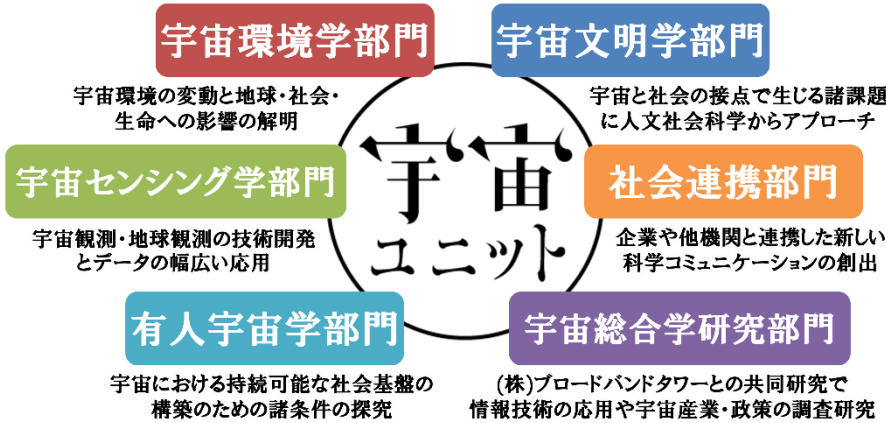 宇宙環境学部門
宇宙環境の変動と地球・社会・
生命への影響の解明
宇宙文明学部門
宇宙と社会の接点で生じる諸課題
に人文社会科学からアプローチ
宇宙センシング学部門
宇宙観測・地球観測の技術開発
とデータの幅広い応用
宇宙
ユニット
社会連携部門
企業や他機関と連携した新しい
科学コミュニケーションの創出
有人宇宙学部門
宇宙における持続可能な社会基盤の
構築のための諸条件の探究
宇宙総合学研究部門
(株)ブロードバンドタワーとの共同研究で
情報技術の応用や宇宙産業・政策の調査研究